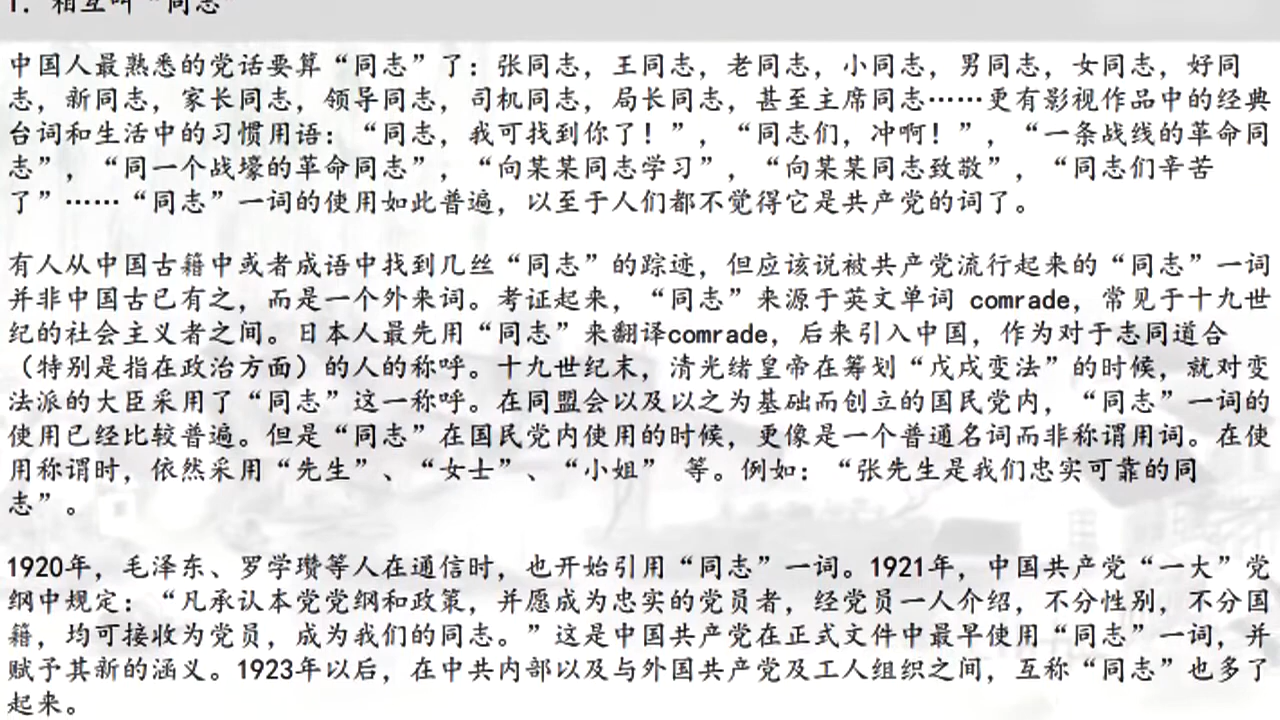 1. 相互叫“同志”
中国人最熟悉的党话要算“同志”了：张同志，王同志，老同志，小同志，男同志，女同志，好同
志，新同志，家长同志，领导同志，司机同志，局长同志，甚至主席同志……更有影视作品中的经典
台词和生活中的习惯用语：“同志，我可找到你了！”，“同志们，冲啊！”，“一条战线的革命同
志”，“同一个战壕的革命同志”，“向某某同志学习”，“向某某同志致敬”，“同志们辛苦
了”……“同志”一词的使用如此普遍，以至于人们都不觉得它是共产党的词了。
有人从中国古籍中或者成语中找到几丝“同志”的踪迹，但应该说被共产党流行起来的“同志”一词
并非中国古已有之，而是一个外来词。考证起来，“同志”来源于英文单词 comrade，常见于十九世
纪的社会主义者之间。日本人最先用“同志”来翻译comrade，后来引入中国，作为对于志同道合
（特别是指在政治方面）的人的称呼。十九世纪末，清光绪皇帝在筹划“戊戌变法”的时候，就对变
法派的大臣采用了“同志”这一称呼。在同盟会以及以之为基础而创立的国民党内，“同志”一词的
使用已经比较普遍。但是“同志”在国民党内使用的时候，更像是一个普通名词而非称谓用词。在使
用称谓时，依然采用“先生”、“女士”、“小姐” 等。例如：“张先生是我们忠实可靠的同
志”。
1920年，毛泽东、罗学瓒等人在通信时，也开始引用“同志”一词。1921年，中国共产党“一大”党
纲中规定：“凡承认本党党纲和政策，并愿成为忠实的党员者，经党员一人介绍，不分性别，不分国
籍，均可接收为党员，成为我们的同志。”这是中国共产党在正式文件中最早使用“同志”一词，并
赋予其新的涵义。1923年以后，在中共内部以及与外国共产党及工人组织之间，互称“同志”也多了
起来。